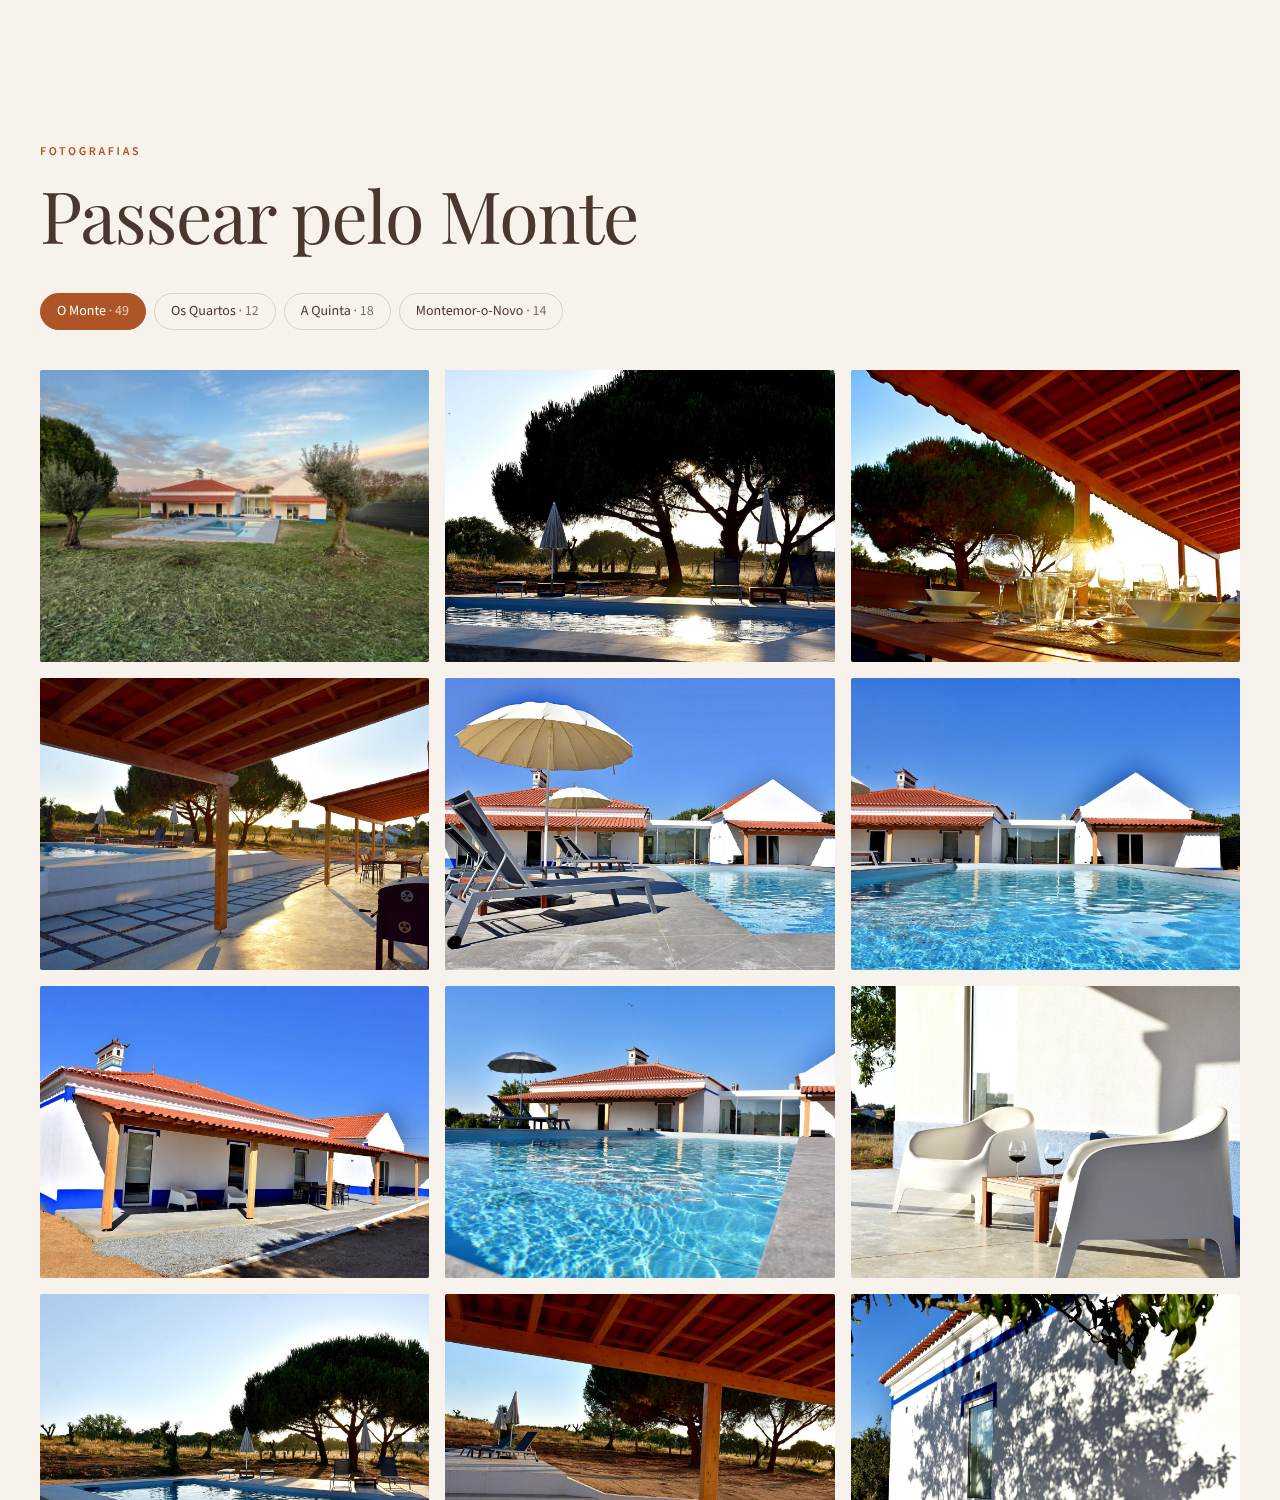 FOTOGRAFIAS
Passear pelo Monte
O Monte · 49
Os Quartos · 12
A Quinta · 18
Montemor-o-Novo · 14